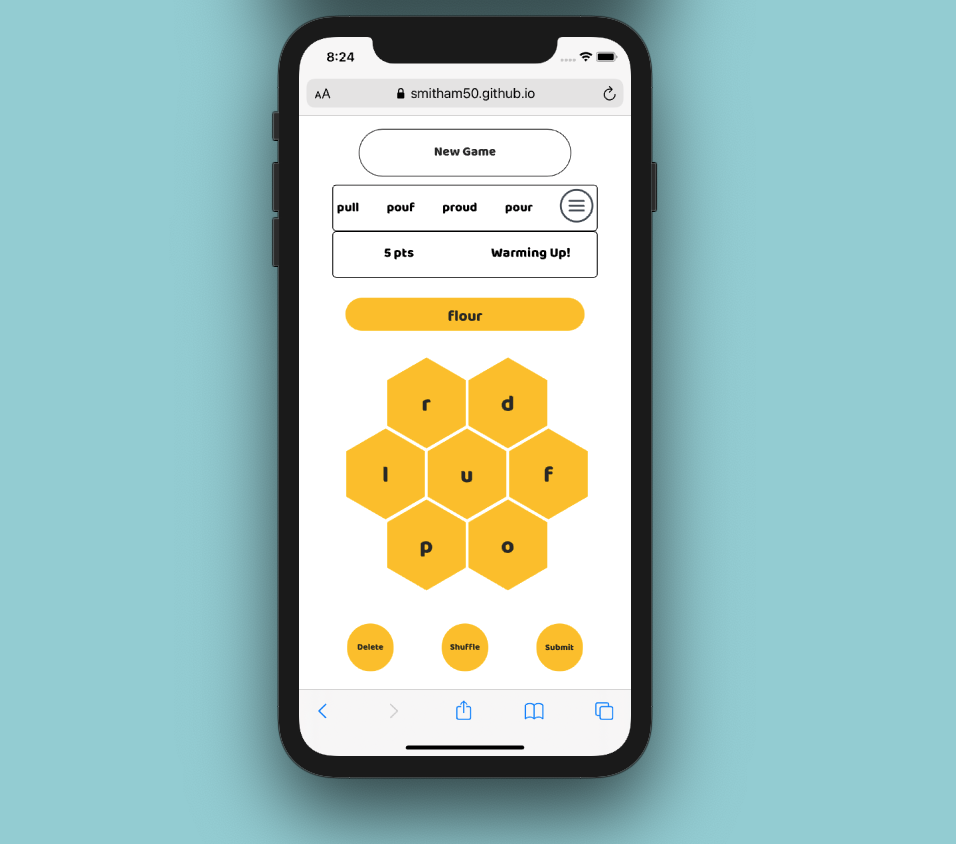 8:24
AA smitham50.github.io
New Game
pull pouf proud pour
5 pts Warming Up!
flour
r d
l u f
p o
Delete Shuffle Submit